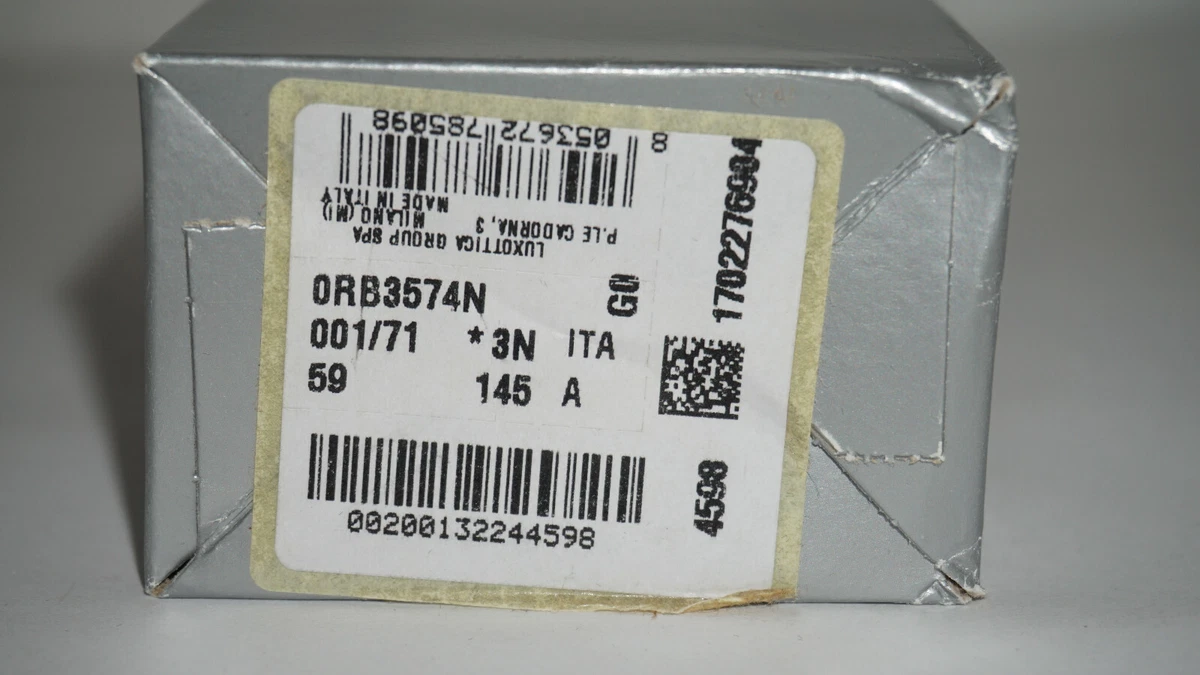 8 053672 785098
LUXOTTICA GROUP SPA
P.LE CADORNA, 3 MILANO (MI)
MADE IN ITALY
0RB3574N G0
001/71 * 3N ITA
59 145 A
00200132244598
1702276904
4598